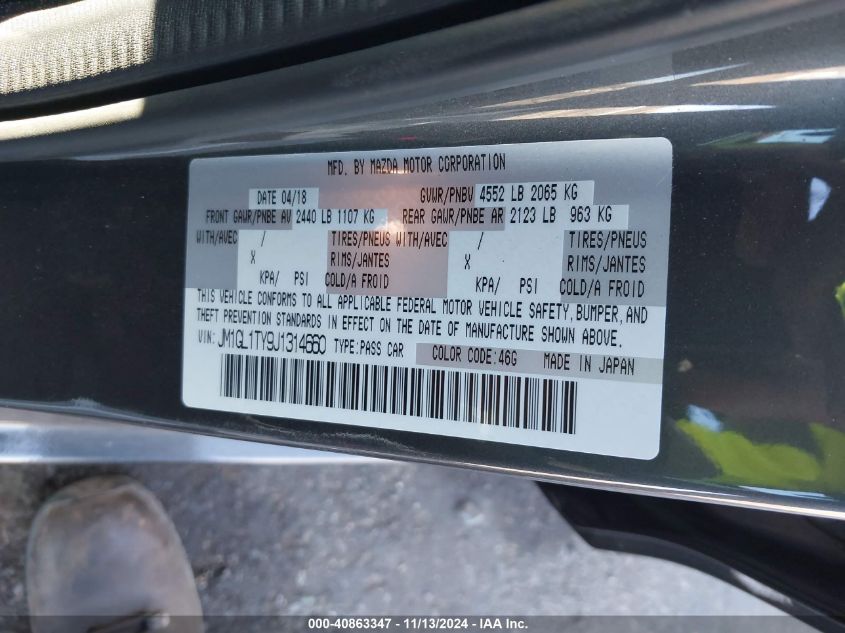 MFD. BY MAZDA MOTOR CORPORATION
DATE 04/18 GVWR/PNBV 4552 LB 2065 KG
FRONT GAWR/PNBE AV 2440 LB 1107 KG REAR GAWR/PNBE AR 2123 LB 963 KG
WITH/AVEC / TIRES/PNEUS WITH/AVEC / TIRES/PNEUS
X RIMS/JANTES X RIMS/JANTES
KPA/ PSI COLD/A FROID KPA/ PSI COLD/A FROID
THIS VEHICLE CONFORMS TO ALL APPLICABLE FEDERAL MOTOR VEHICLE SAFETY, BUMPER, AND
THEFT PREVENTION STANDARDS IN EFFECT ON THE DATE OF MANUFACTURE SHOWN ABOVE.
VIN: JM1GL1TY9J1314660 TYPE:PASS CAR COLOR CODE:46G MADE IN JAPAN
000-40863347 - 11/13/2024 - IAA Inc.